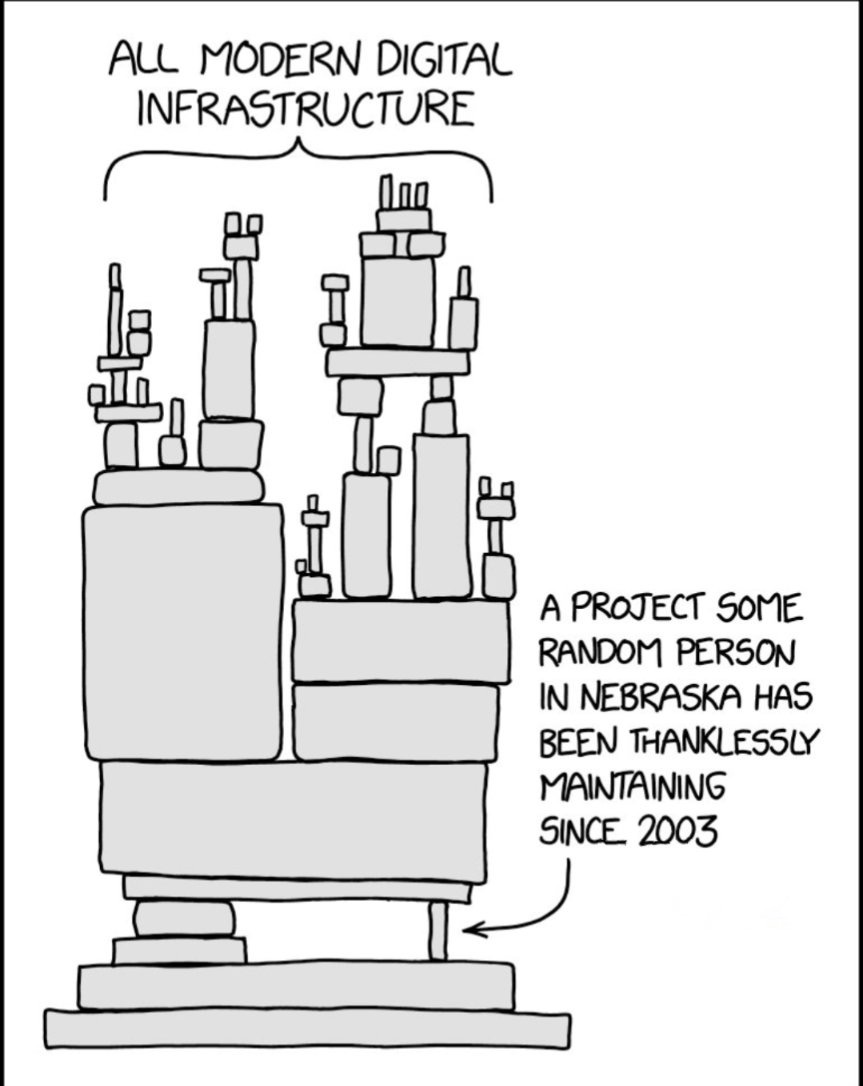 ALL MODERN DIGITAL
INFRASTRUCTURE
A PROJECT SOME
RANDOM PERSON
IN NEBRASKA HAS
BEEN THANKLESSLY
MAINTAINING
SINCE 2003